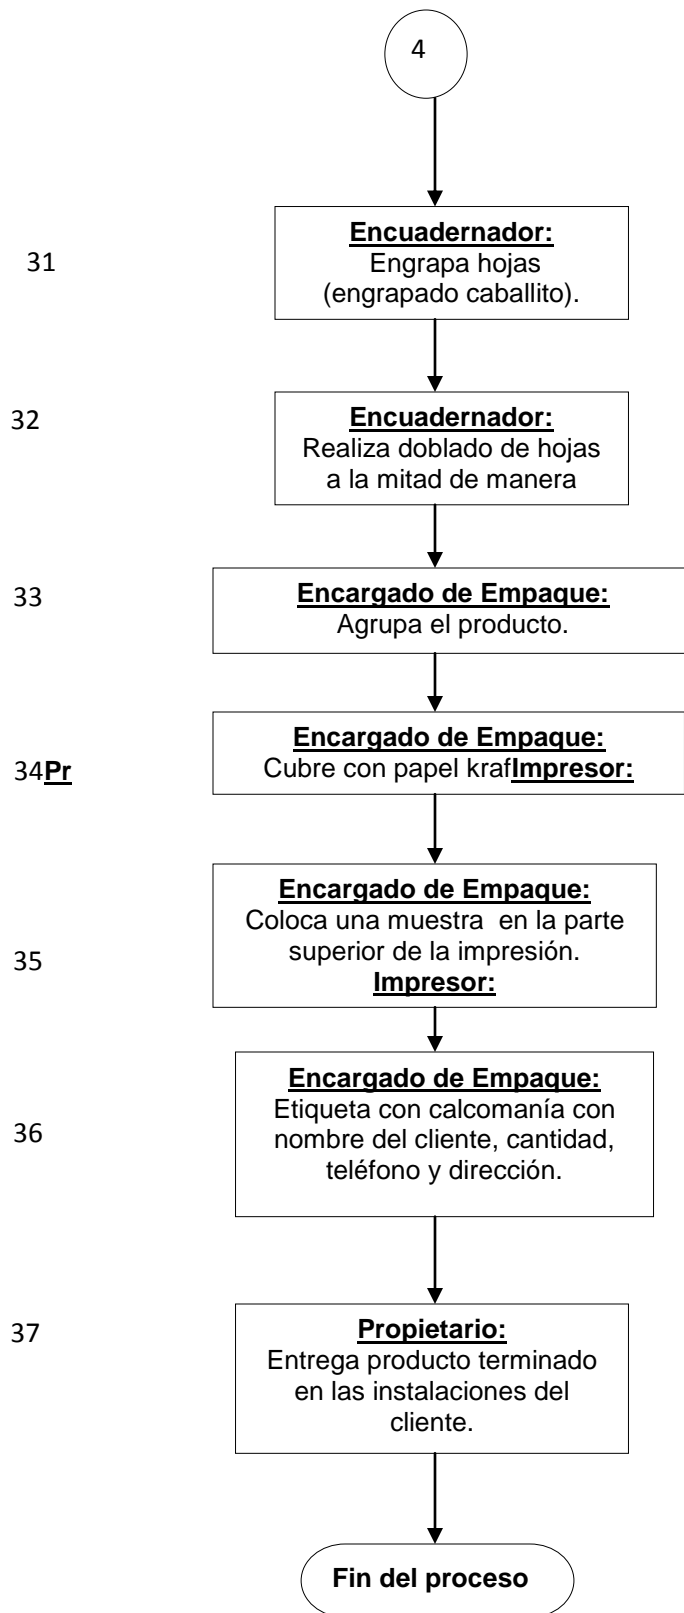 4
31
Encuadernador:
Engrapa hojas
(engrapado caballito).
32
Encuadernador:
Realiza doblado de hojas
a la mitad de manera
33
Encargado de Empaque:
Agrupa el producto.
34Pr
Encargado de Empaque:
Cubre con papel krafImpresor:
35
Encargado de Empaque:
Coloca una muestra en la parte
superior de la impresión.
Impresor:
36
Encargado de Empaque:
Etiqueta con calcomanía con
nombre del cliente, cantidad,
teléfono y dirección.
37
Propietario:
Entrega producto terminado
en las instalaciones del
cliente.
Fin del proceso